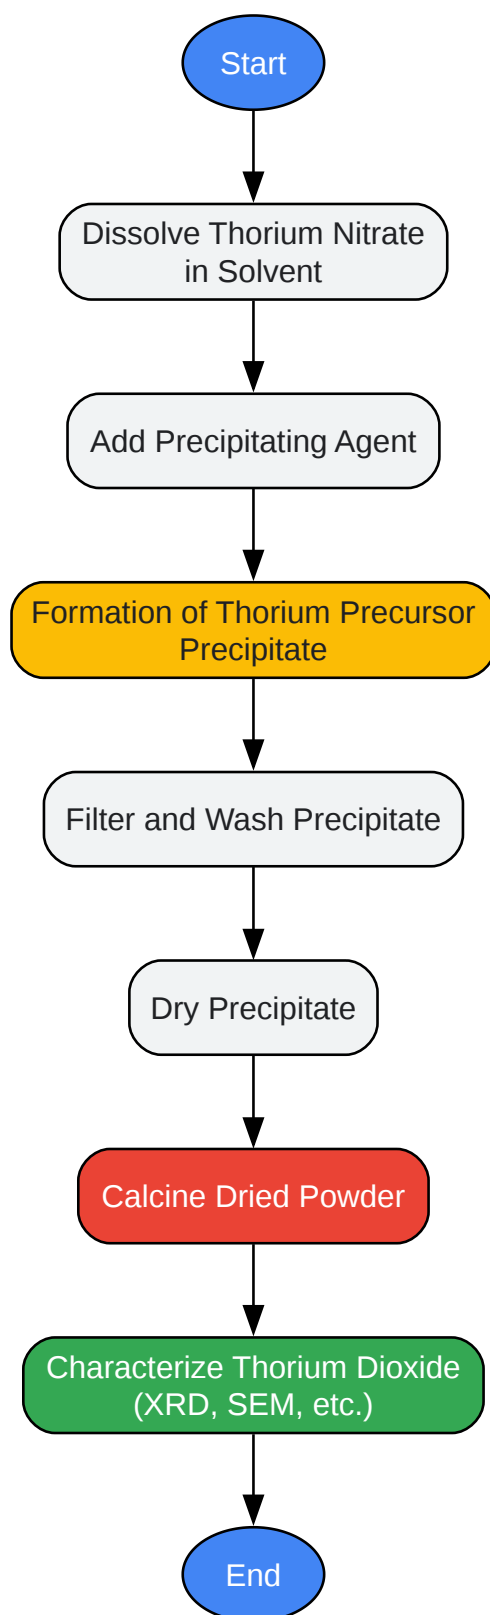 Start
Dissolve Thorium Nitrate
in Solvent
Add Precipitating Agent
Formation of Thorium Precursor
Precipitate
Filter and Wash Precipitate
Dry Precipitate
Calcine Dried Powder
Characterize Thorium Dioxide
(XRD, SEM, etc.)
End